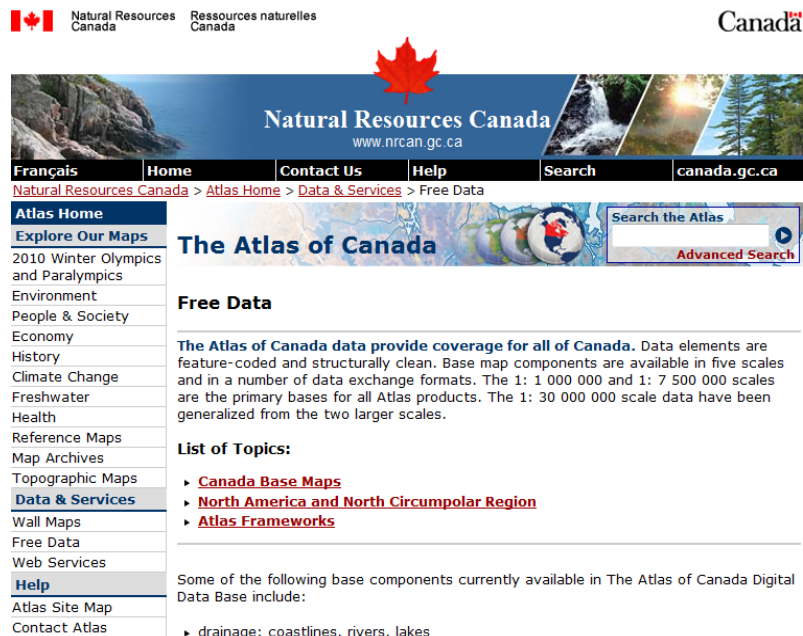 Natural Resources Ressources naturelles
Canada Canada
Canada
Natural Resources Canada
www.nrcan.gc.ca
Français Home Contact Us Help Search canada.gc.ca
Natural Resources Canada > Atlas Home > Data & Services > Free Data
Atlas Home
Explore Our Maps
2010 Winter Olympics
and Paralympics
Environment
People & Society
Economy
History
Climate Change
Freshwater
Health
Reference Maps
Map Archives
Topographic Maps
Data & Services
Wall Maps
Free Data
Web Services
Help
Atlas Site Map
Contact Atlas
The Atlas of Canada
Search the Atlas
Advanced Search
Free Data
The Atlas of Canada data provide coverage for all of Canada. Data elements are
feature-coded and structurally clean. Base map components are available in five scales
and in a number of data exchange formats. The 1: 1 000 000 and 1: 7 500 000 scales
are the primary bases for all Atlas products. The 1: 30 000 000 scale data have been
generalized from the two larger scales.
List of Topics:
Canada Base Maps
North America and North Circumpolar Region
Atlas Frameworks
Some of the following base components currently available in The Atlas of Canada Digital
Data Base include:
drainage: coastlines, rivers, lakes